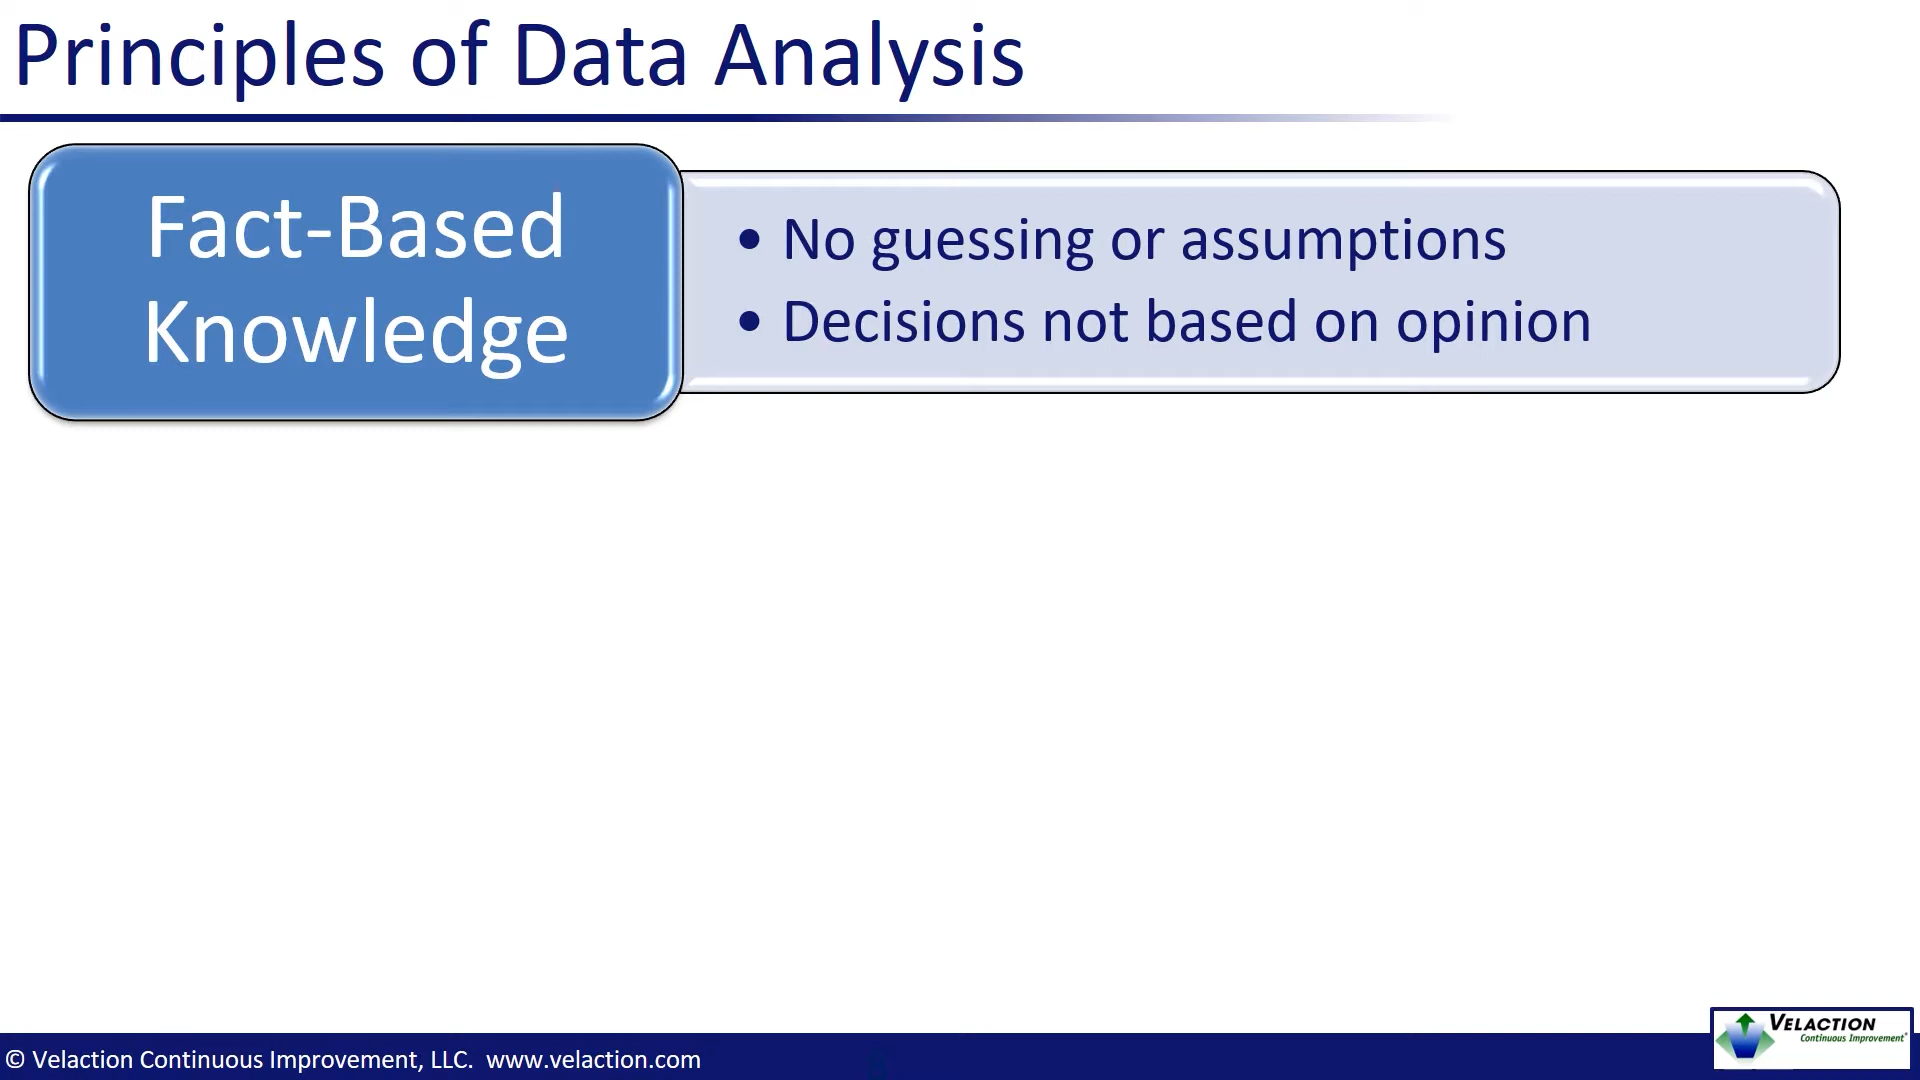 Principles of Data Analysis
Fact-Based
Knowledge
• No guessing or assumptions
• Decisions not based on opinion
© Velaction Continuous Improvement, LLC.  www.velaction.com
VELACTION
Continuous Improvement®